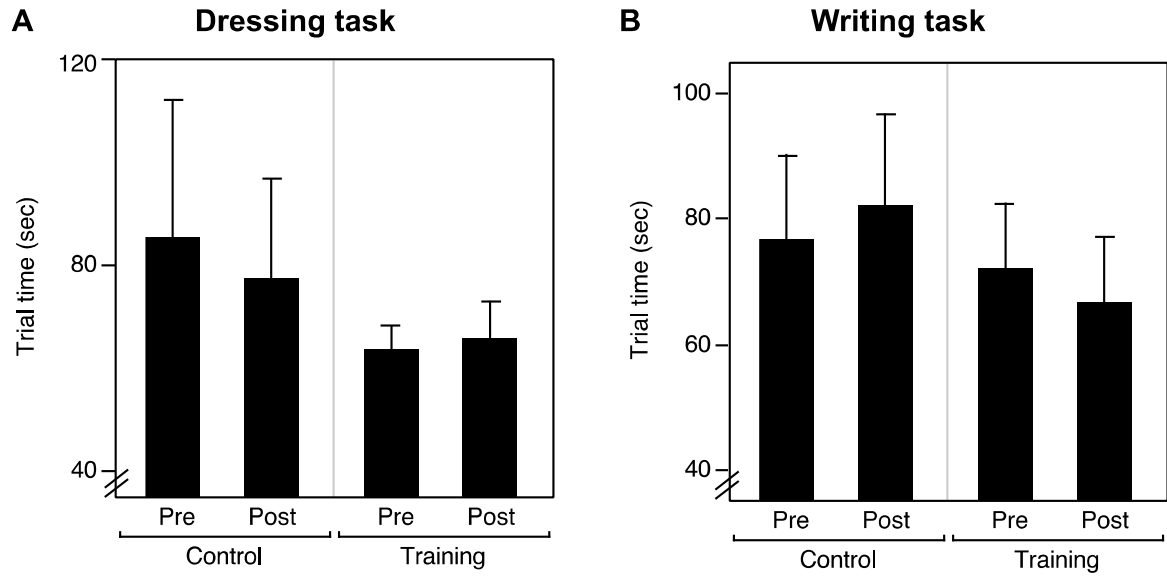 A Dressing task
120
80
40
Trial time (sec)
Pre Post Pre Post
Control Training
B Writing task
100
80
60
40
Trial time (sec)
Pre Post Pre Post
Control Training